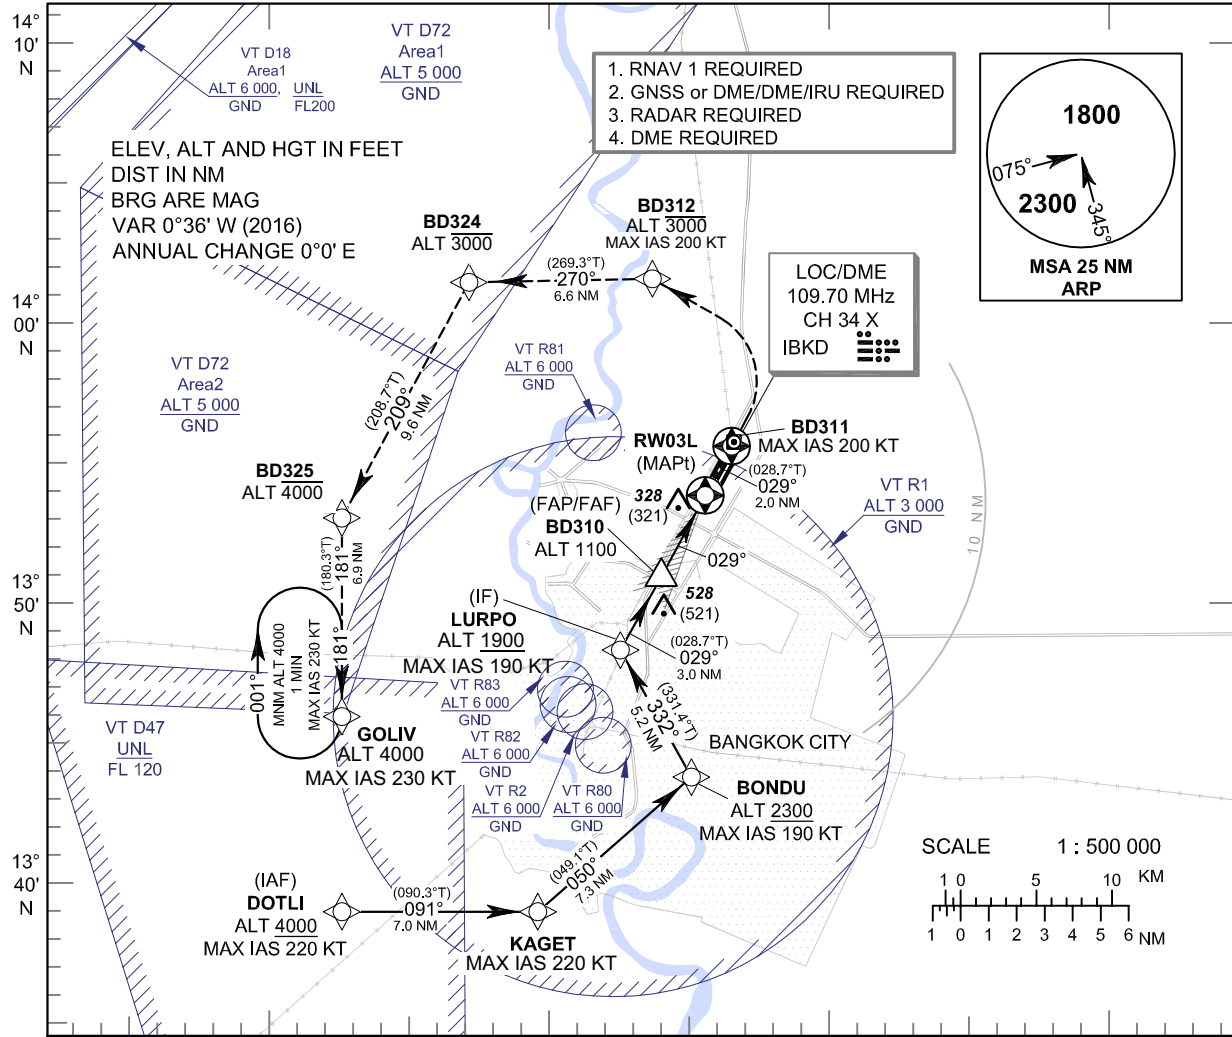 14°
10'
N
VT D18
Area1
ALT 6 000,
GND
UNL
FL200
VT D72
Area1
ALT 5 000
GND
1. RNAV 1 REQUIRED
2. GNSS or DME/DME/IRU REQUIRED
3. RADAR REQUIRED
4. DME REQUIRED
1800
075°
2300
345°
MSA 25 NM
ARP
ELEV, ALT AND HGT IN FEET
DIST IN NM
BRG ARE MAG
VAR 0°36' W (2016)
ANNUAL CHANGE 0°0' E
BD324
ALT 3000
BD312
ALT 3000
MAX IAS 200 KT
(269.3°T)
270°
6.6 NM
LOC/DME
109.70 MHz
CH 34 X
IBKD
14°
00'
N
VT D72
Area2
ALT 5 000
GND
(208.7°T)
209°
9.6 NM
VT R81
ALT 6 000
GND
RW03L
(MAPt)
BD311
MAX IAS 200 KT
(028.7°T)
029°
2.0 NM
BD325
ALT 4000
328
(321)
(FAP/FAF)
BD310
ALT 1100
029°
VT R1
ALT 3 000
GND
10 NM
(180.3°T)
181°
6.9 NM
13°
50'
N
528
(521)
(IF)
LURPO
ALT 1900
MAX IAS 190 KT
(028.7°T)
029°
3.0 NM
001°
MNM ALT 4000
1 MIN
MAX IAS 230 KT
181°
VT R83
ALT 6 000
GND
VT R82
ALT 6 000
GND
VT R2
ALT 6 000
GND
VT R80
ALT 6 000
GND
(331.4°T)
332°
5.2 NM
BANGKOK CITY
VT D47
UNL
FL 120
GOLIV
ALT 4000
MAX IAS 230 KT
BONDU
ALT 2300
MAX IAS 190 KT
(049.1°T)
050°
7.3 NM
13°
40'
N
(IAF)
DOTLI
ALT 4000
MAX IAS 220 KT
(090.3°T)
091°
7.0 NM
KAGET
MAX IAS 220 KT
SCALE 1 : 500 000
1 0 5 10 KM
1 0 1 2 3 4 5 6 NM